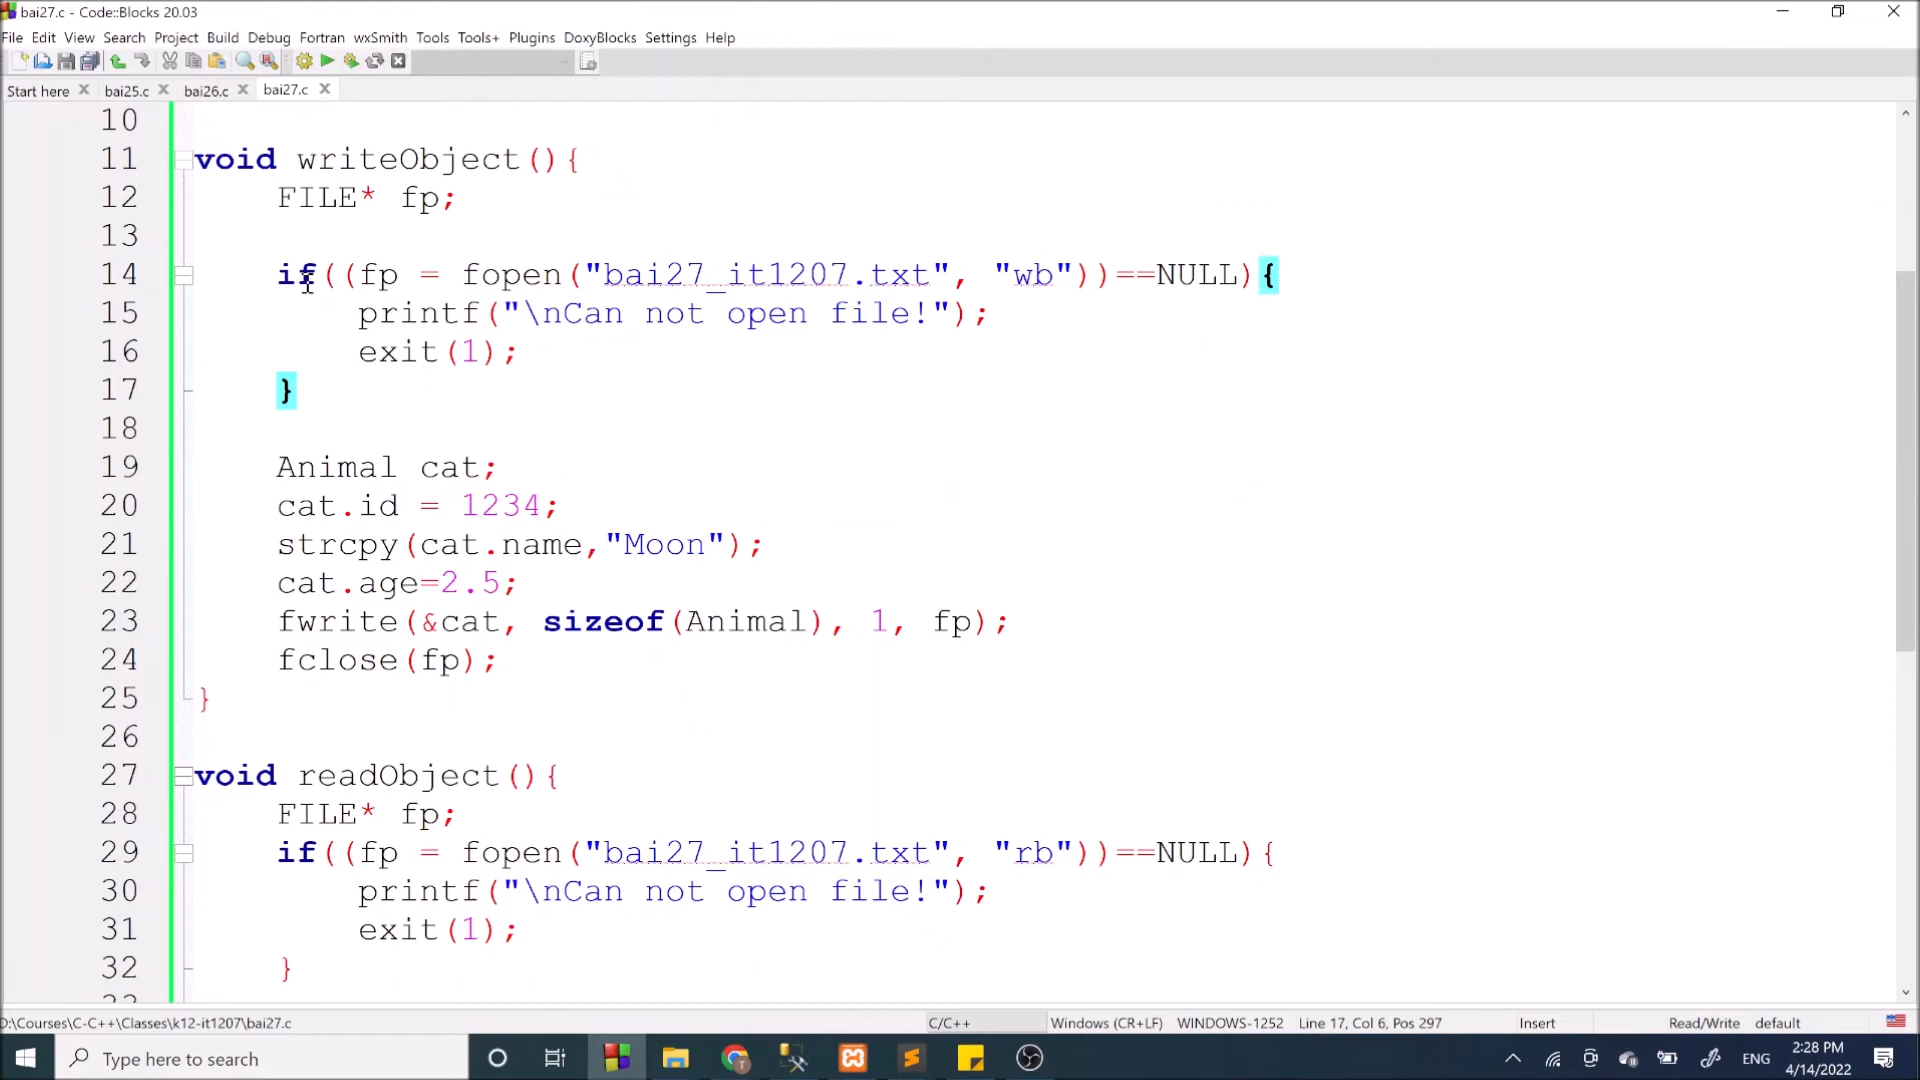 bai27.c - Code::Blocks 20.03
File Edit View Search Project Build Debug Fortran wxSmith Tools Tools+ Plugins DoxyBlocks Settings Help
Start here bai25.c bai26.c bai27.c
10
11 void writeObject(){
12 FILE* fp;
13
14 if((fp = fopen("bai27_it1207.txt", "wb"))==NULL){
15 printf("\nCan not open file!");
16 exit(1);
17 }
18
19 Animal cat;
20 cat.id = 1234;
21 strcpy(cat.name,"Moon");
22 cat.age=2.5;
23 fwrite(&cat, sizeof(Animal), 1, fp);
24 fclose(fp);
25 }
26
27 void readObject(){
28 FILE* fp;
29 if((fp = fopen("bai27_it1207.txt", "rb"))==NULL){
30 printf("\nCan not open file!");
31 exit(1);
32 }
D:\Courses\C-C++\Classes\k12-it1207\bai27.c C/C++ Windows (CR+LF) WINDOWS-1252 Line 17, Col 6, Pos 297 Insert Read/Write default
Type here to search ENG 2:28 PM
4/14/2022